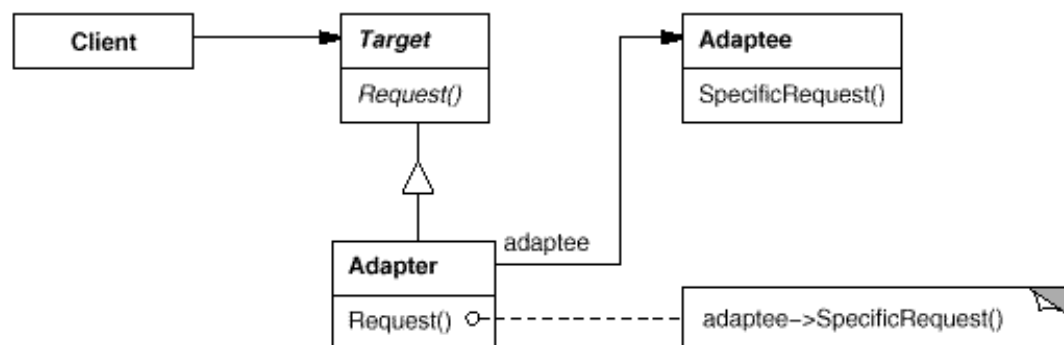 Client
Target
Request()
Adaptee
SpecificRequest()
adaptee
Adapter
Request()
adaptee->SpecificRequest()